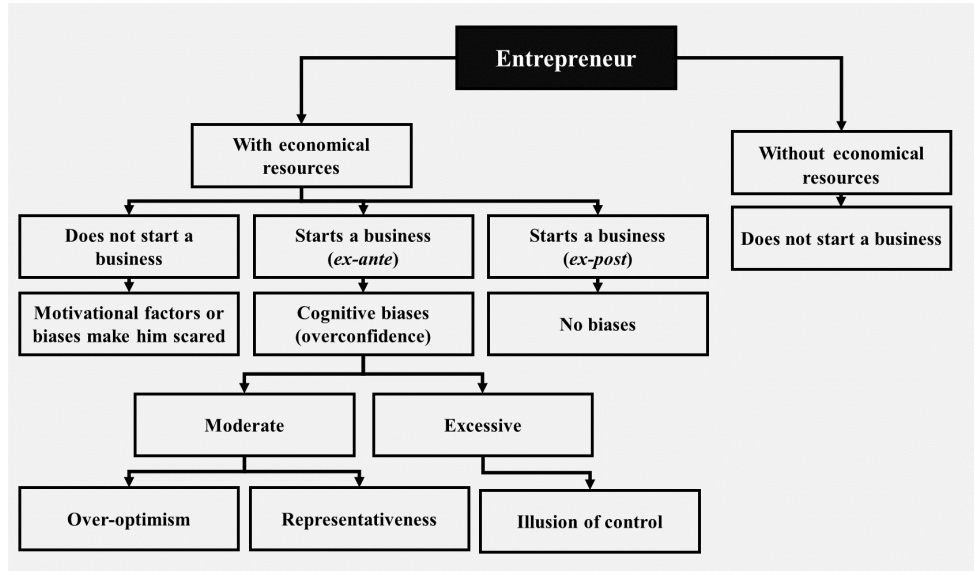 Entrepreneur
With economical
resources
Without economical
resources
Does not start a
business
Starts a business
(ex-ante)
Starts a business
(ex-post)
Does not start a business
Motivational factors or
biases make him scared
Cognitive biases
(overconfidence)
No biases
Moderate
Excessive
Over-optimism
Representativeness
Illusion of control